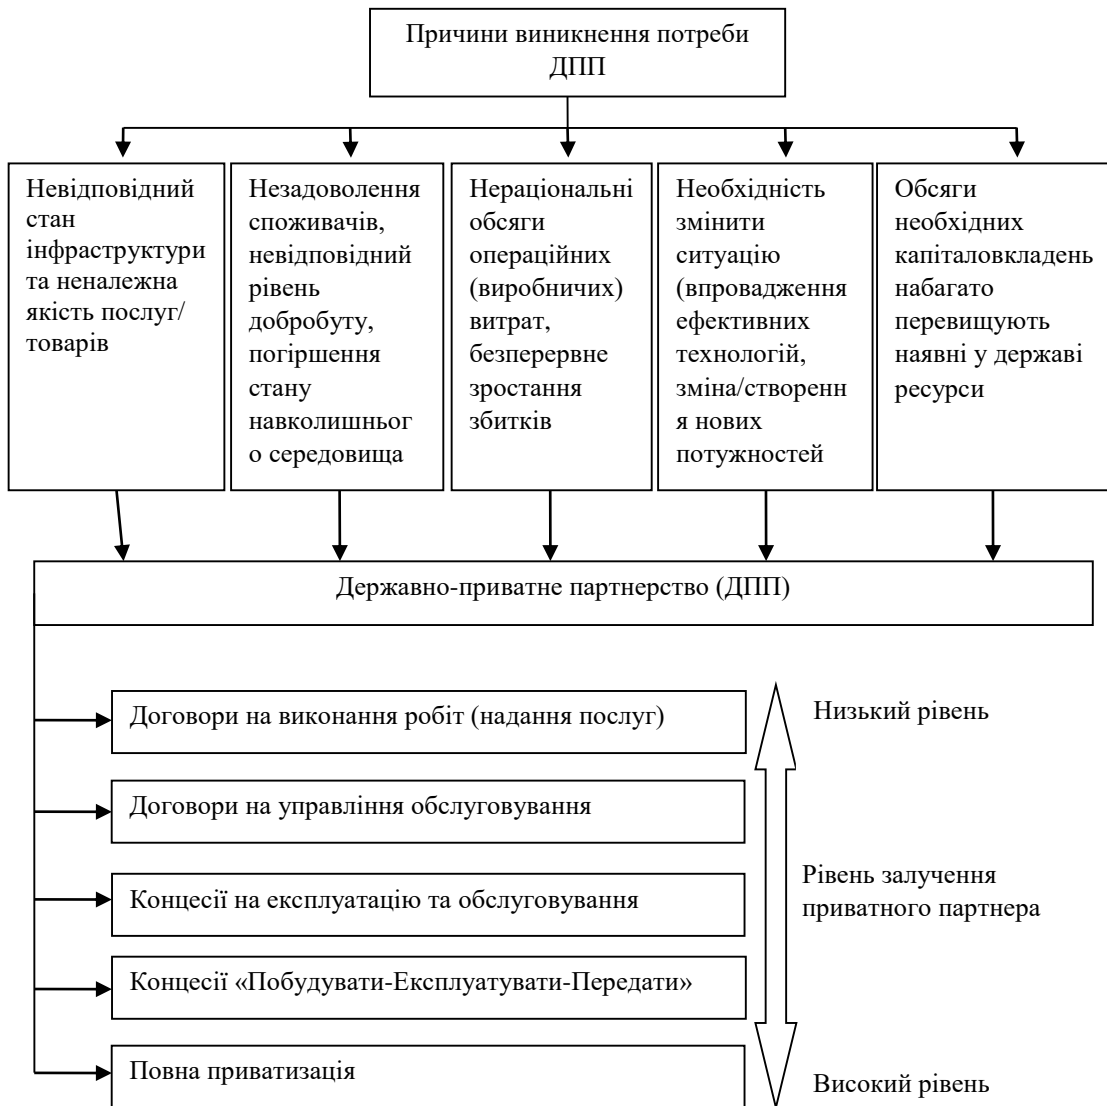 Причини виникнення потреби
ДПП
Невідповідний
стан
інфраструктури
та неналежна
якість послуг/
товарів
Незадоволення
споживачів,
невідповідний
рівень
добробуту,
погіршення
стану
навколишньог
о середовища
Нераціональні
обсяги
операційних
(виробничих)
витрат,
безперервне
зростання
збитків
Необхідність
змінити
ситуацію
(впровадження
ефективних
технологій,
зміна/створенн
я нових
потужностей
Обсяги
необхідних
капіталовкладень
набагато
перевищують
наявні у державі
ресурси
Державно-приватне партнерство (ДПП)
Договори на виконання робіт (надання послуг)
Низький рівень
Договори на управління обслуговування
Рівень залучення
приватного партнера
Концесії на експлуатацію та обслуговування
Концесії «Побудувати-Експлуатувати-Передати»
Повна приватизація
Високий рівень